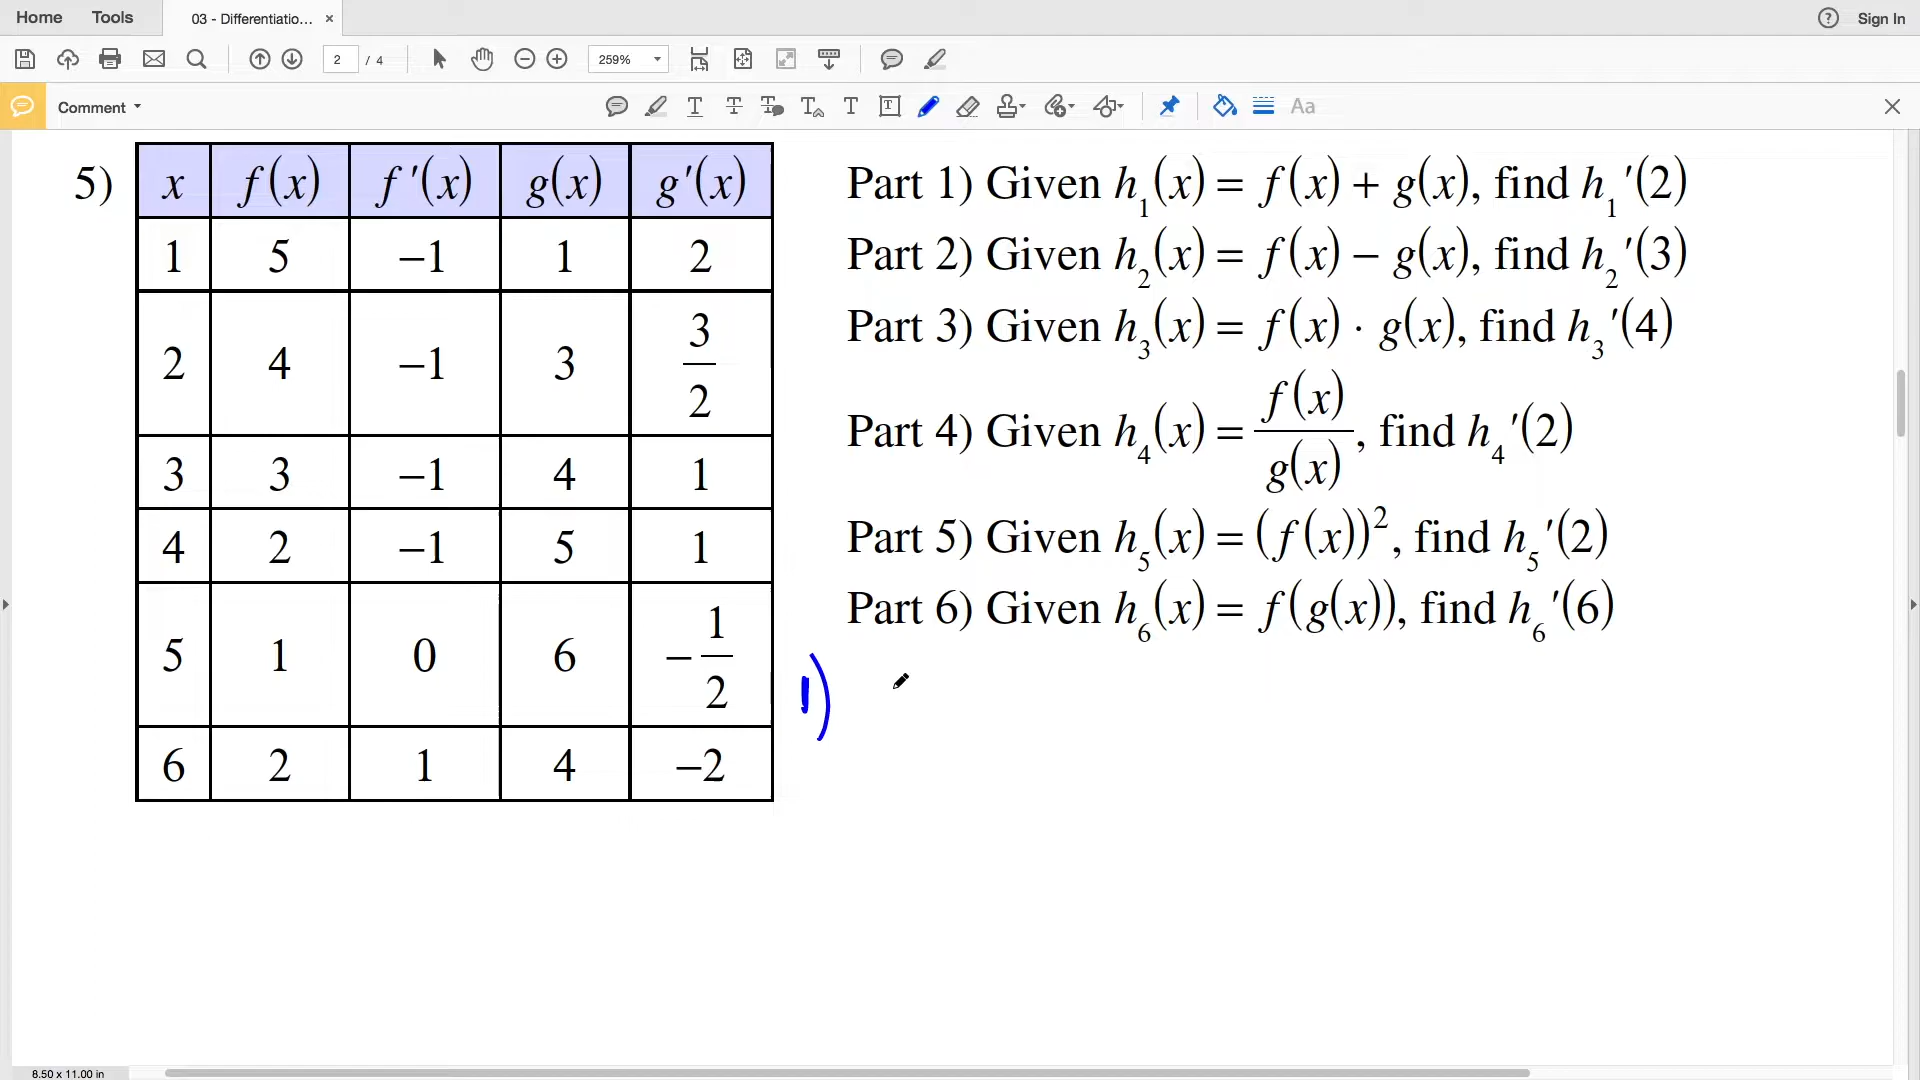 Home Tools 03 - Differentiatio... × Sign In
2 / 4 259%
Comment Aa
5) x f(x) f'(x) g(x) g'(x)
1 5 −1 1 2
2 4 −1 3 3/2
3 3 −1 4 1
4 2 −1 5 1
5 1 0 6 −1/2
6 2 1 4 −2
Part 1) Given h₁(x) = f(x) + g(x), find h₁'(2)
Part 2) Given h₂(x) = f(x) − g(x), find h₂'(3)
Part 3) Given h₃(x) = f(x) · g(x), find h₃'(4)
Part 4) Given h₄(x) = f(x)/g(x), find h₄'(2)
Part 5) Given h₅(x) = (f(x))², find h₅'(2)
Part 6) Given h₆(x) = f(g(x)), find h₆'(6)
1)
8.50 x 11.00 in